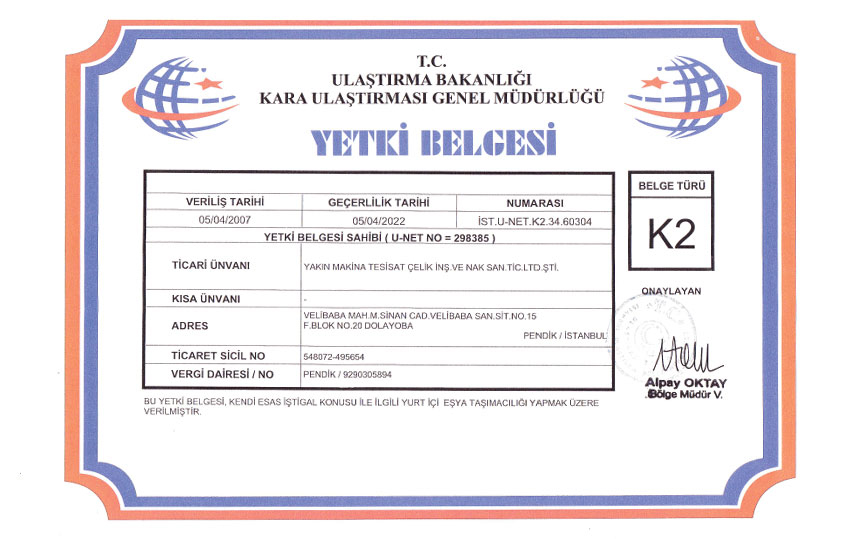 T.C.
ULAŞTIRMA BAKANLIĞI
KARA ULAŞTIRMASI GENEL MÜDÜRLÜĞÜ
YETKİ BELGESİ
BELGE TÜRÜ
K2
VERİLİŞ TARİHİ GEÇERLİLİK TARİHİ NUMARASI
05/04/2007 05/04/2022 İST.U-NET.K2.34.60304
YETKİ BELGESİ SAHİBİ ( U-NET NO = 298385 )
TİCARİ ÜNVANI YAKIN MAKİNA TESİSAT ÇELİK İNŞ.VE NAK SAN.TİC.LTD.ŞTİ.
KISA ÜNVANI -
ADRES VELİBABA MAH.M.SİNAN CAD.VELİBABA SAN.SİT.NO.15
F.BLOK NO.20 DOLAYOBA
PENDİK / İSTANBUL
TİCARET SİCİL NO 548072-495654
VERGİ DAİRESİ / NO PENDİK / 9290305894
ONAYLAYAN
Alpay OKTAY
Bölge Müdür V.
BU YETKİ BELGESİ, KENDİ ESAS İŞTİGAL KONUSU İLE İLGİLİ YURT İÇİ EŞYA TAŞIMACILIĞI YAPMAK ÜZERE
VERİLMİŞTİR.